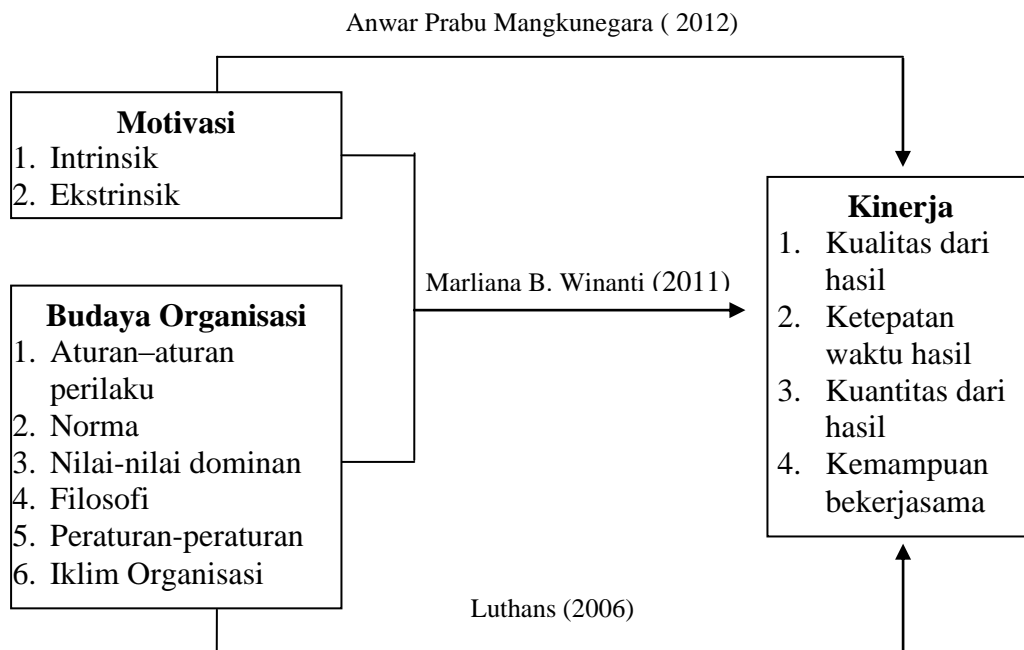 Anwar Prabu Mangkunegara ( 2012)
Motivasi
1. Intrinsik
2. Ekstrinsik
Kinerja
1. Kualitas dari
hasil
2. Ketepatan
waktu hasil
3. Kuantitas dari
hasil
4. Kemampuan
bekerjasama
Marliana B. Winanti (2011)
Budaya Organisasi
1. Aturan–aturan
perilaku
2. Norma
3. Nilai-nilai dominan
4. Filosofi
5. Peraturan-peraturan
6. Iklim Organisasi
Luthans (2006)